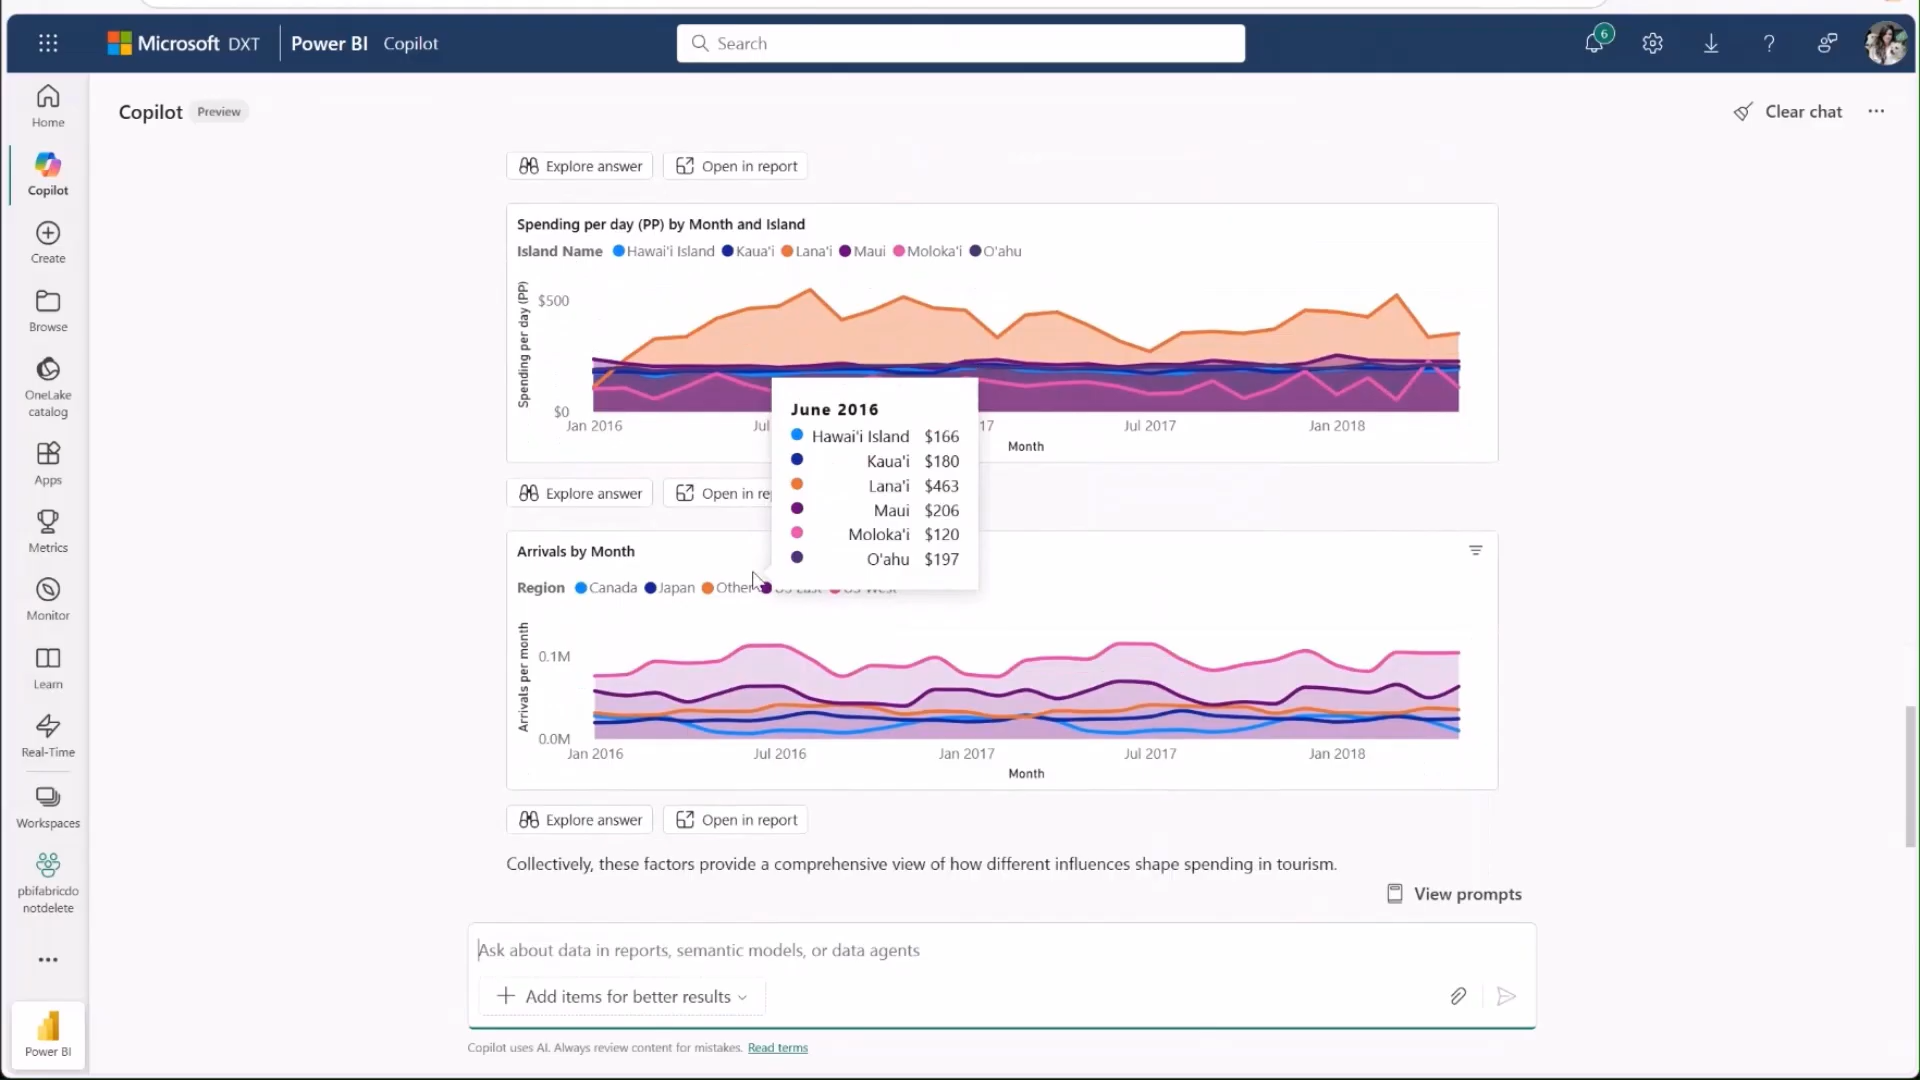 Microsoft DXT Power BI Copilot
Search
6
Home
Copilot
Create
Browse
OneLake
catalog
Apps
Metrics
Monitor
Learn
Real-Time
Workspaces
pbifabricdo
notdelete
Power BI
Copilot Preview
Clear chat
Explore answer Open in report
Spending per day (PP) by Month and Island
Island Name Hawai'i Island Kaua'i Lana'i Maui Moloka'i O'ahu
Spending per day (PP)
$500
$0
Jan 2016 Jul 17 Jul 2017 Jan 2018
Month
June 2016
Hawai'i Island $166
Kaua'i $180
Lana'i $463
Maui $206
Moloka'i $120
O'ahu $197
Explore answer Open in rep
Arrivals by Month
Region Canada Japan Other US East US West
Arrivals per month
0.1M
0.0M
Jan 2016 Jul 2016 Jan 2017 Jul 2017 Jan 2018
Month
Explore answer Open in report
Collectively, these factors provide a comprehensive view of how different influences shape spending in tourism.
View prompts
Ask about data in reports, semantic models, or data agents
Add items for better results
Copilot uses AI. Always review content for mistakes. Read terms